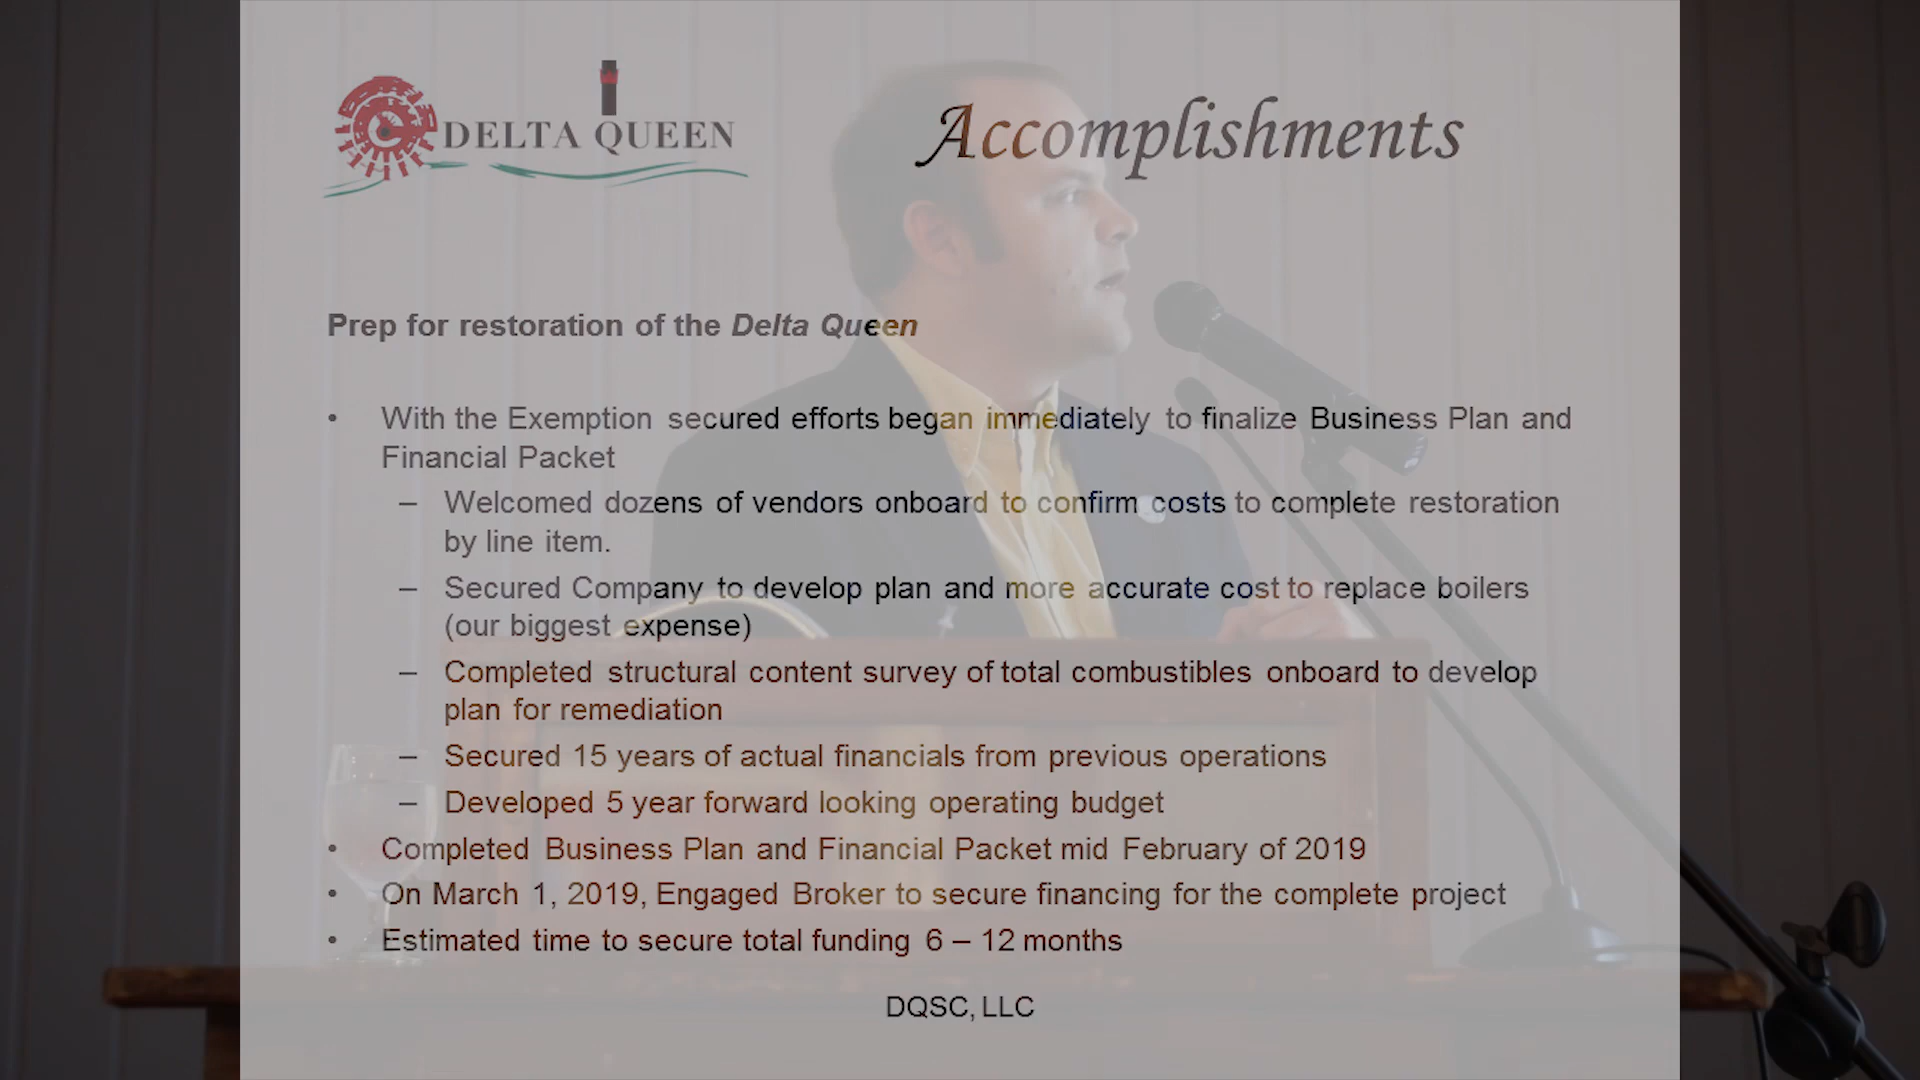 DELTA QUEEN
Accomplishments
Prep for restoration of the Delta Queen
• With the Exemption secured efforts began immediately to finalize Business Plan and
Financial Packet
– Welcomed dozens of vendors onboard to confirm costs to complete restoration
by line item.
– Secured Company to develop plan and more accurate cost to replace boilers
(our biggest expense)
– Completed structural content survey of total combustibles onboard to develop
plan for remediation
– Secured 15 years of actual financials from previous operations
– Developed 5 year forward looking operating budget
• Completed Business Plan and Financial Packet mid February of 2019
• On March 1, 2019, Engaged Broker to secure financing for the complete project
• Estimated time to secure total funding 6 – 12 months
DQSC, LLC